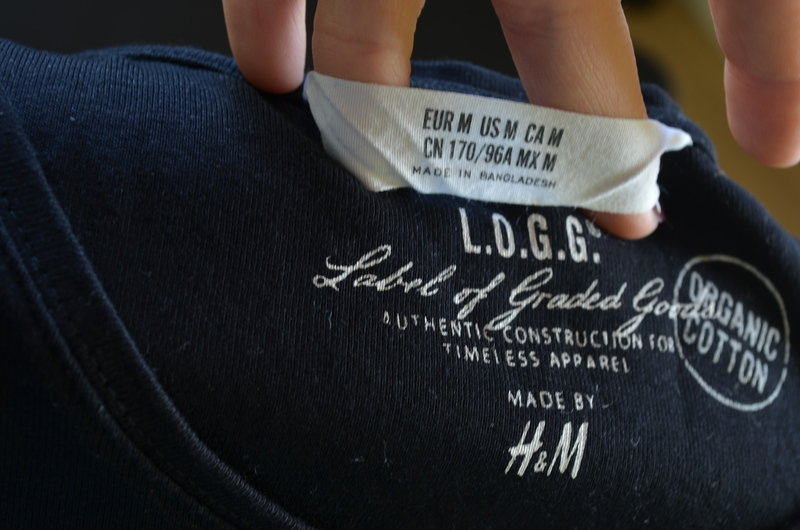 EUR M US M CA M
CN 170/96A MX M
MADE IN BANGLADESH
L.O.G.G.
Label of Graded Goods
AUTHENTIC CONSTRUCTION FOR
TIMELESS APPAREL
ORGANIC
COTTON
MADE BY
H&M